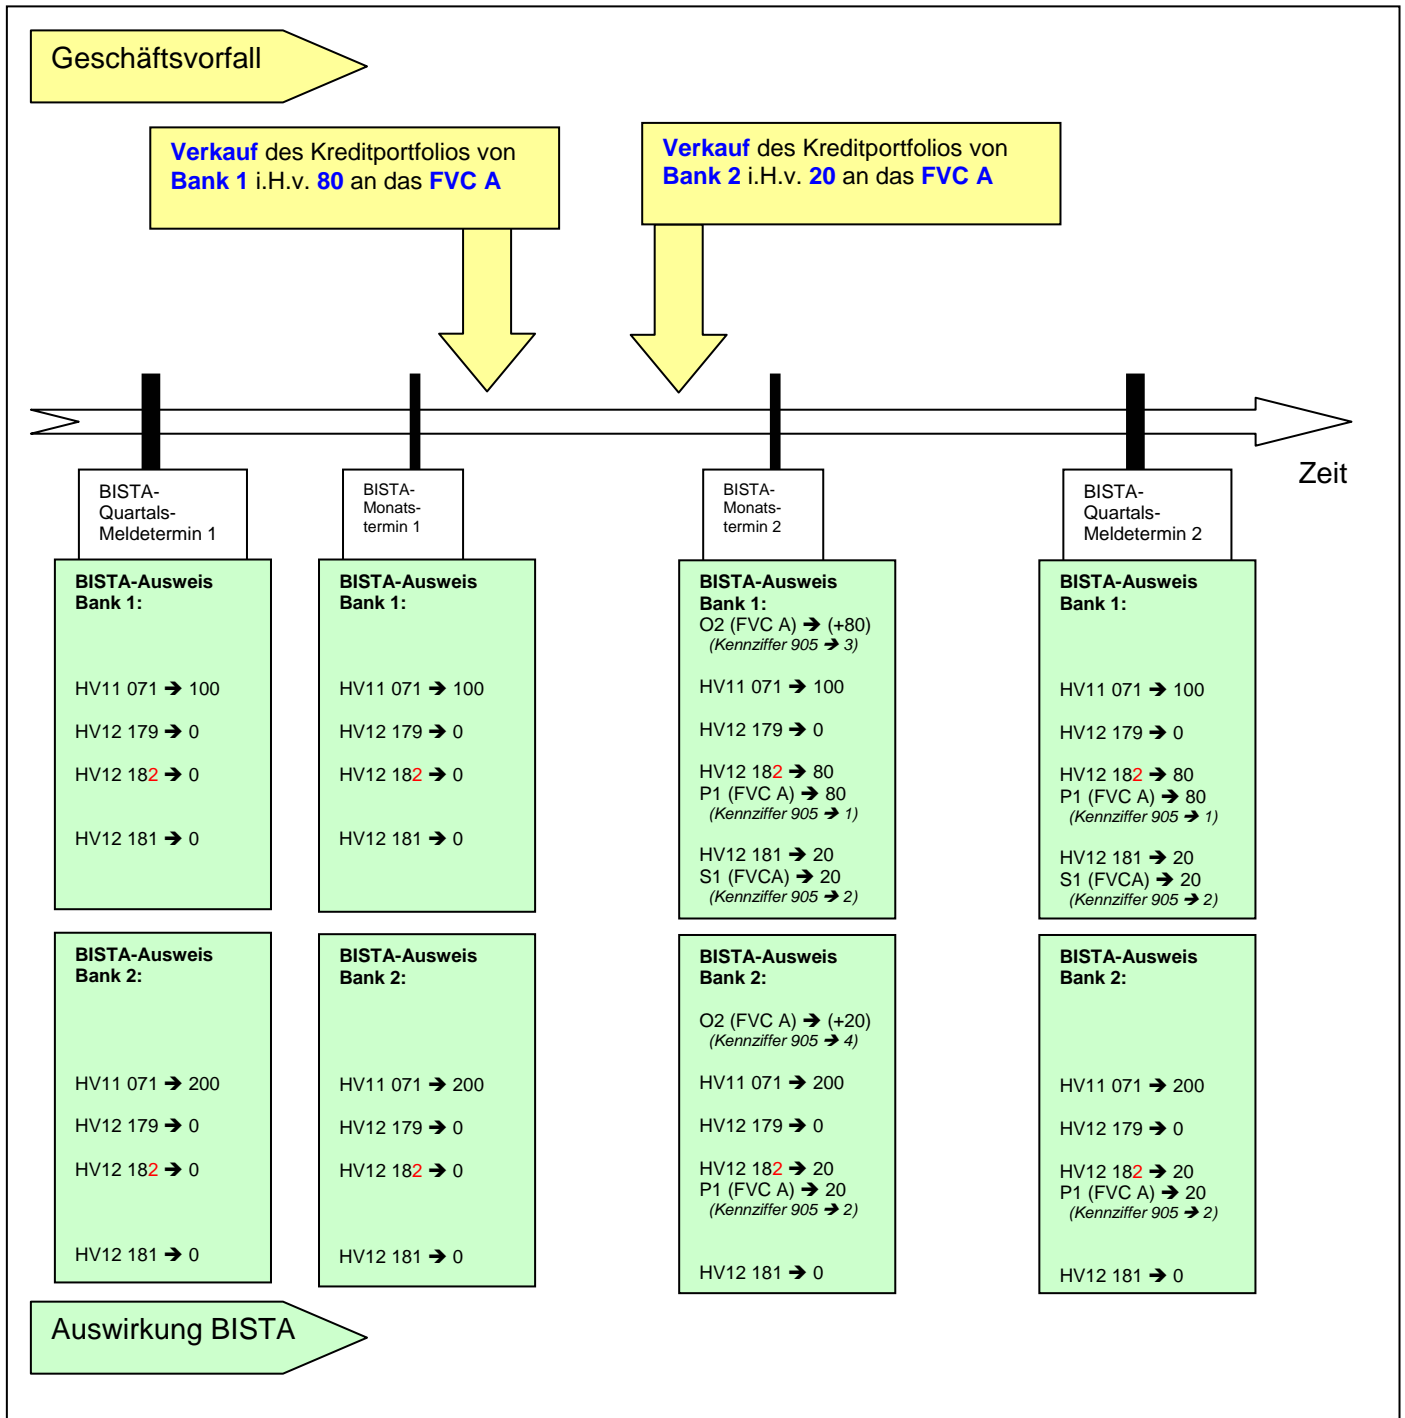 Geschäftsvorfall
Verkauf des Kreditportfolios von
Bank 1 i.H.v. 80 an das FVC A
Verkauf des Kreditportfolios von
Bank 2 i.H.v. 20 an das FVC A
Zeit
BISTA-
Quartals-
Meldetermin 1
BISTA-
Monats-
termin 1
BISTA-
Monats-
termin 2
BISTA-
Quartals-
Meldetermin 2
BISTA-Ausweis
Bank 1:
HV11 071 ➔ 100
HV12 179 ➔ 0
HV12 182 ➔ 0
HV12 181 ➔ 0
BISTA-Ausweis
Bank 1:
HV11 071 ➔ 100
HV12 179 ➔ 0
HV12 182 ➔ 0
HV12 181 ➔ 0
BISTA-Ausweis
Bank 1:
O2 (FVC A) ➔ (+80)
(Kennziffer 905 ➔ 3)
HV11 071 ➔ 100
HV12 179 ➔ 0
HV12 182 ➔ 80
P1 (FVC A) ➔ 80
(Kennziffer 905 ➔ 1)
HV12 181 ➔ 20
S1 (FVCA) ➔ 20
(Kennziffer 905 ➔ 2)
BISTA-Ausweis
Bank 1:
HV11 071 ➔ 100
HV12 179 ➔ 0
HV12 182 ➔ 80
P1 (FVC A) ➔ 80
(Kennziffer 905 ➔ 1)
HV12 181 ➔ 20
S1 (FVCA) ➔ 20
(Kennziffer 905 ➔ 2)
BISTA-Ausweis
Bank 2:
HV11 071 ➔ 200
HV12 179 ➔ 0
HV12 182 ➔ 0
HV12 181 ➔ 0
BISTA-Ausweis
Bank 2:
HV11 071 ➔ 200
HV12 179 ➔ 0
HV12 182 ➔ 0
HV12 181 ➔ 0
BISTA-Ausweis
Bank 2:
O2 (FVC A) ➔ (+20)
(Kennziffer 905 ➔ 4)
HV11 071 ➔ 200
HV12 179 ➔ 0
HV12 182 ➔ 20
P1 (FVC A) ➔ 20
(Kennziffer 905 ➔ 2)
HV12 181 ➔ 0
BISTA-Ausweis
Bank 2:
HV11 071 ➔ 200
HV12 179 ➔ 0
HV12 182 ➔ 20
P1 (FVC A) ➔ 20
(Kennziffer 905 ➔ 2)
HV12 181 ➔ 0
Auswirkung BISTA